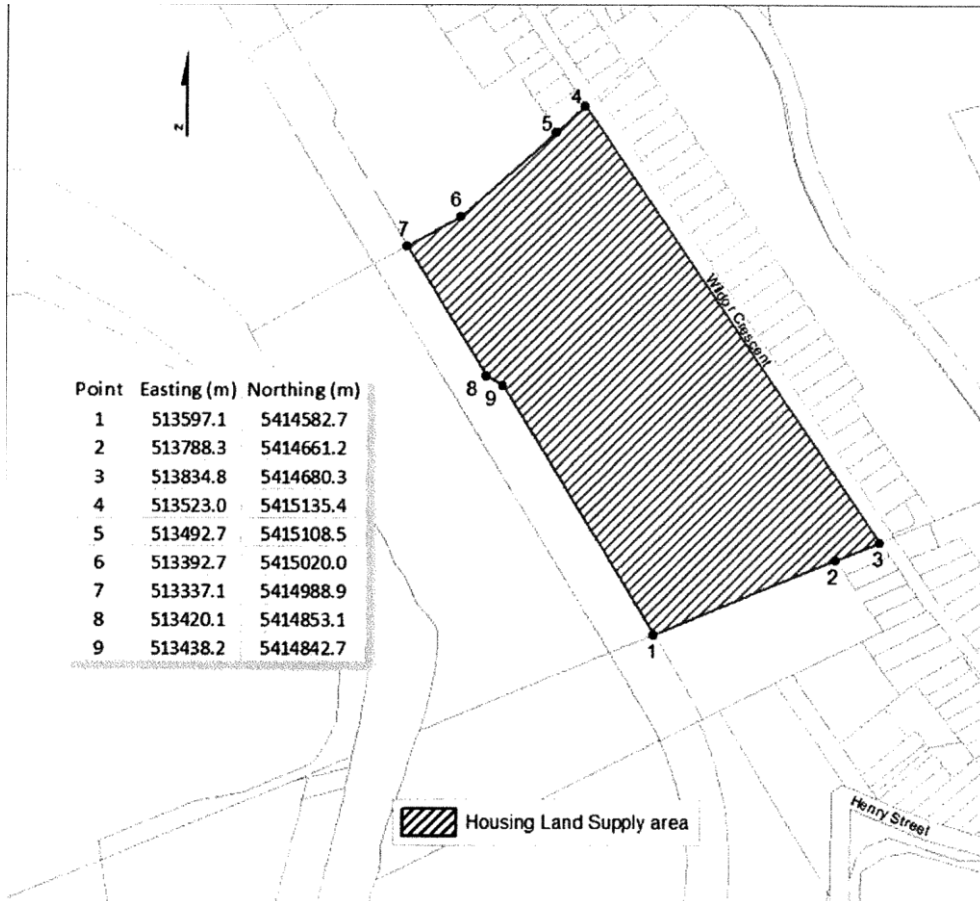 4
5
z
6
7
Wildor Crescent
8
9
Point Easting (m) Northing (m)
1 513597.1 5414582.7
2 513788.3 5414661.2
3 513834.8 5414680.3
4 513523.0 5415135.4
5 513492.7 5415108.5
6 513392.7 5415020.0
7 513337.1 5414988.9
8 513420.1 5414853.1
9 513438.2 5414842.7
3
2
1
Housing Land Supply area
Henry Street